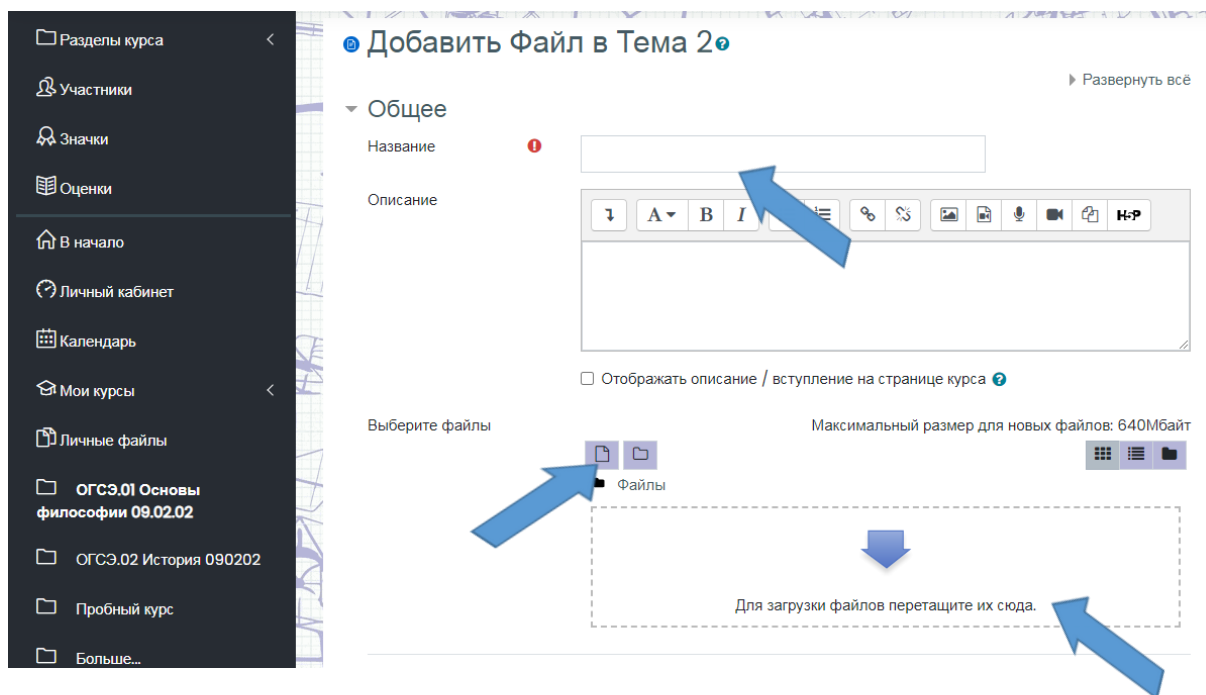 Разделы курса
Участники
Значки
Оценки
В начало
Личный кабинет
Календарь
Мои курсы
Личные файлы
ОГСЭ.01 Основы
философии 09.02.02
ОГСЭ.02 История 090202
Пробный курс
Больше...
Добавить Файл в Тема 2
Развернуть всё
Общее
Название
Описание
A B I H-P
Отображать описание / вступление на странице курса
Выберите файлы
Максимальный размер для новых файлов: 640Мбайт
Файлы
Для загрузки файлов перетащите их сюда.